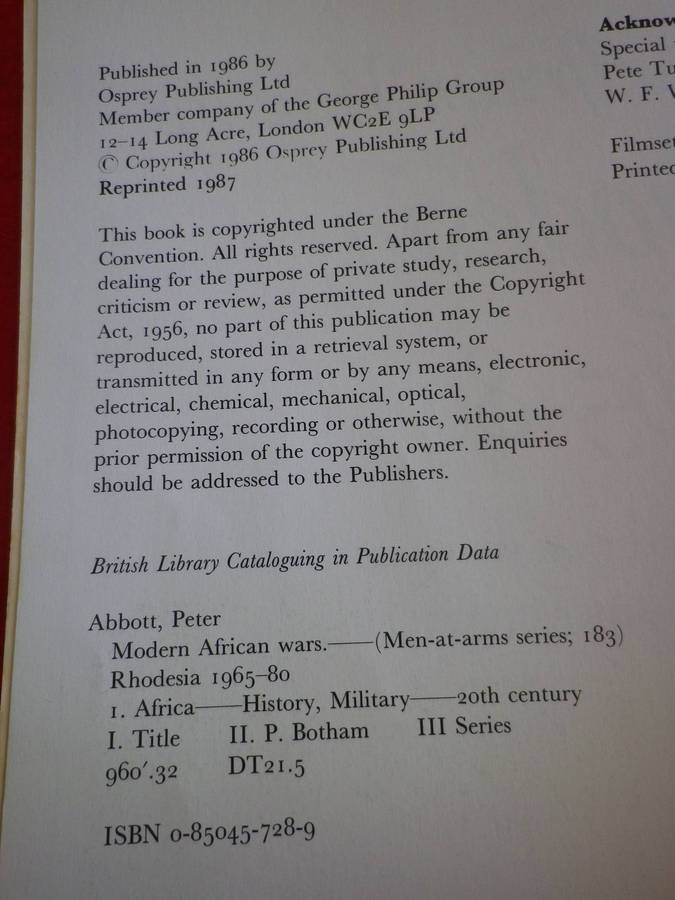 Published in 1986 by
Osprey Publishing Ltd
Member company of the George Philip Group
12–14 Long Acre, London WC2E 9LP
© Copyright 1986 Osprey Publishing Ltd
Reprinted 1987
This book is copyrighted under the Berne
Convention. All rights reserved. Apart from any fair
dealing for the purpose of private study, research,
criticism or review, as permitted under the Copyright
Act, 1956, no part of this publication may be
reproduced, stored in a retrieval system, or
transmitted in any form or by any means, electronic,
electrical, chemical, mechanical, optical,
photocopying, recording or otherwise, without the
prior permission of the copyright owner. Enquiries
should be addressed to the Publishers.
British Library Cataloguing in Publication Data
Abbott, Peter
Modern African wars.——(Men-at-arms series; 183)
Rhodesia 1965–80
1. Africa——History, Military——20th century
I. Title II. P. Botham III Series
960′.32 DT21.5
ISBN 0-85045-728-9
Special
Pete
W. F.